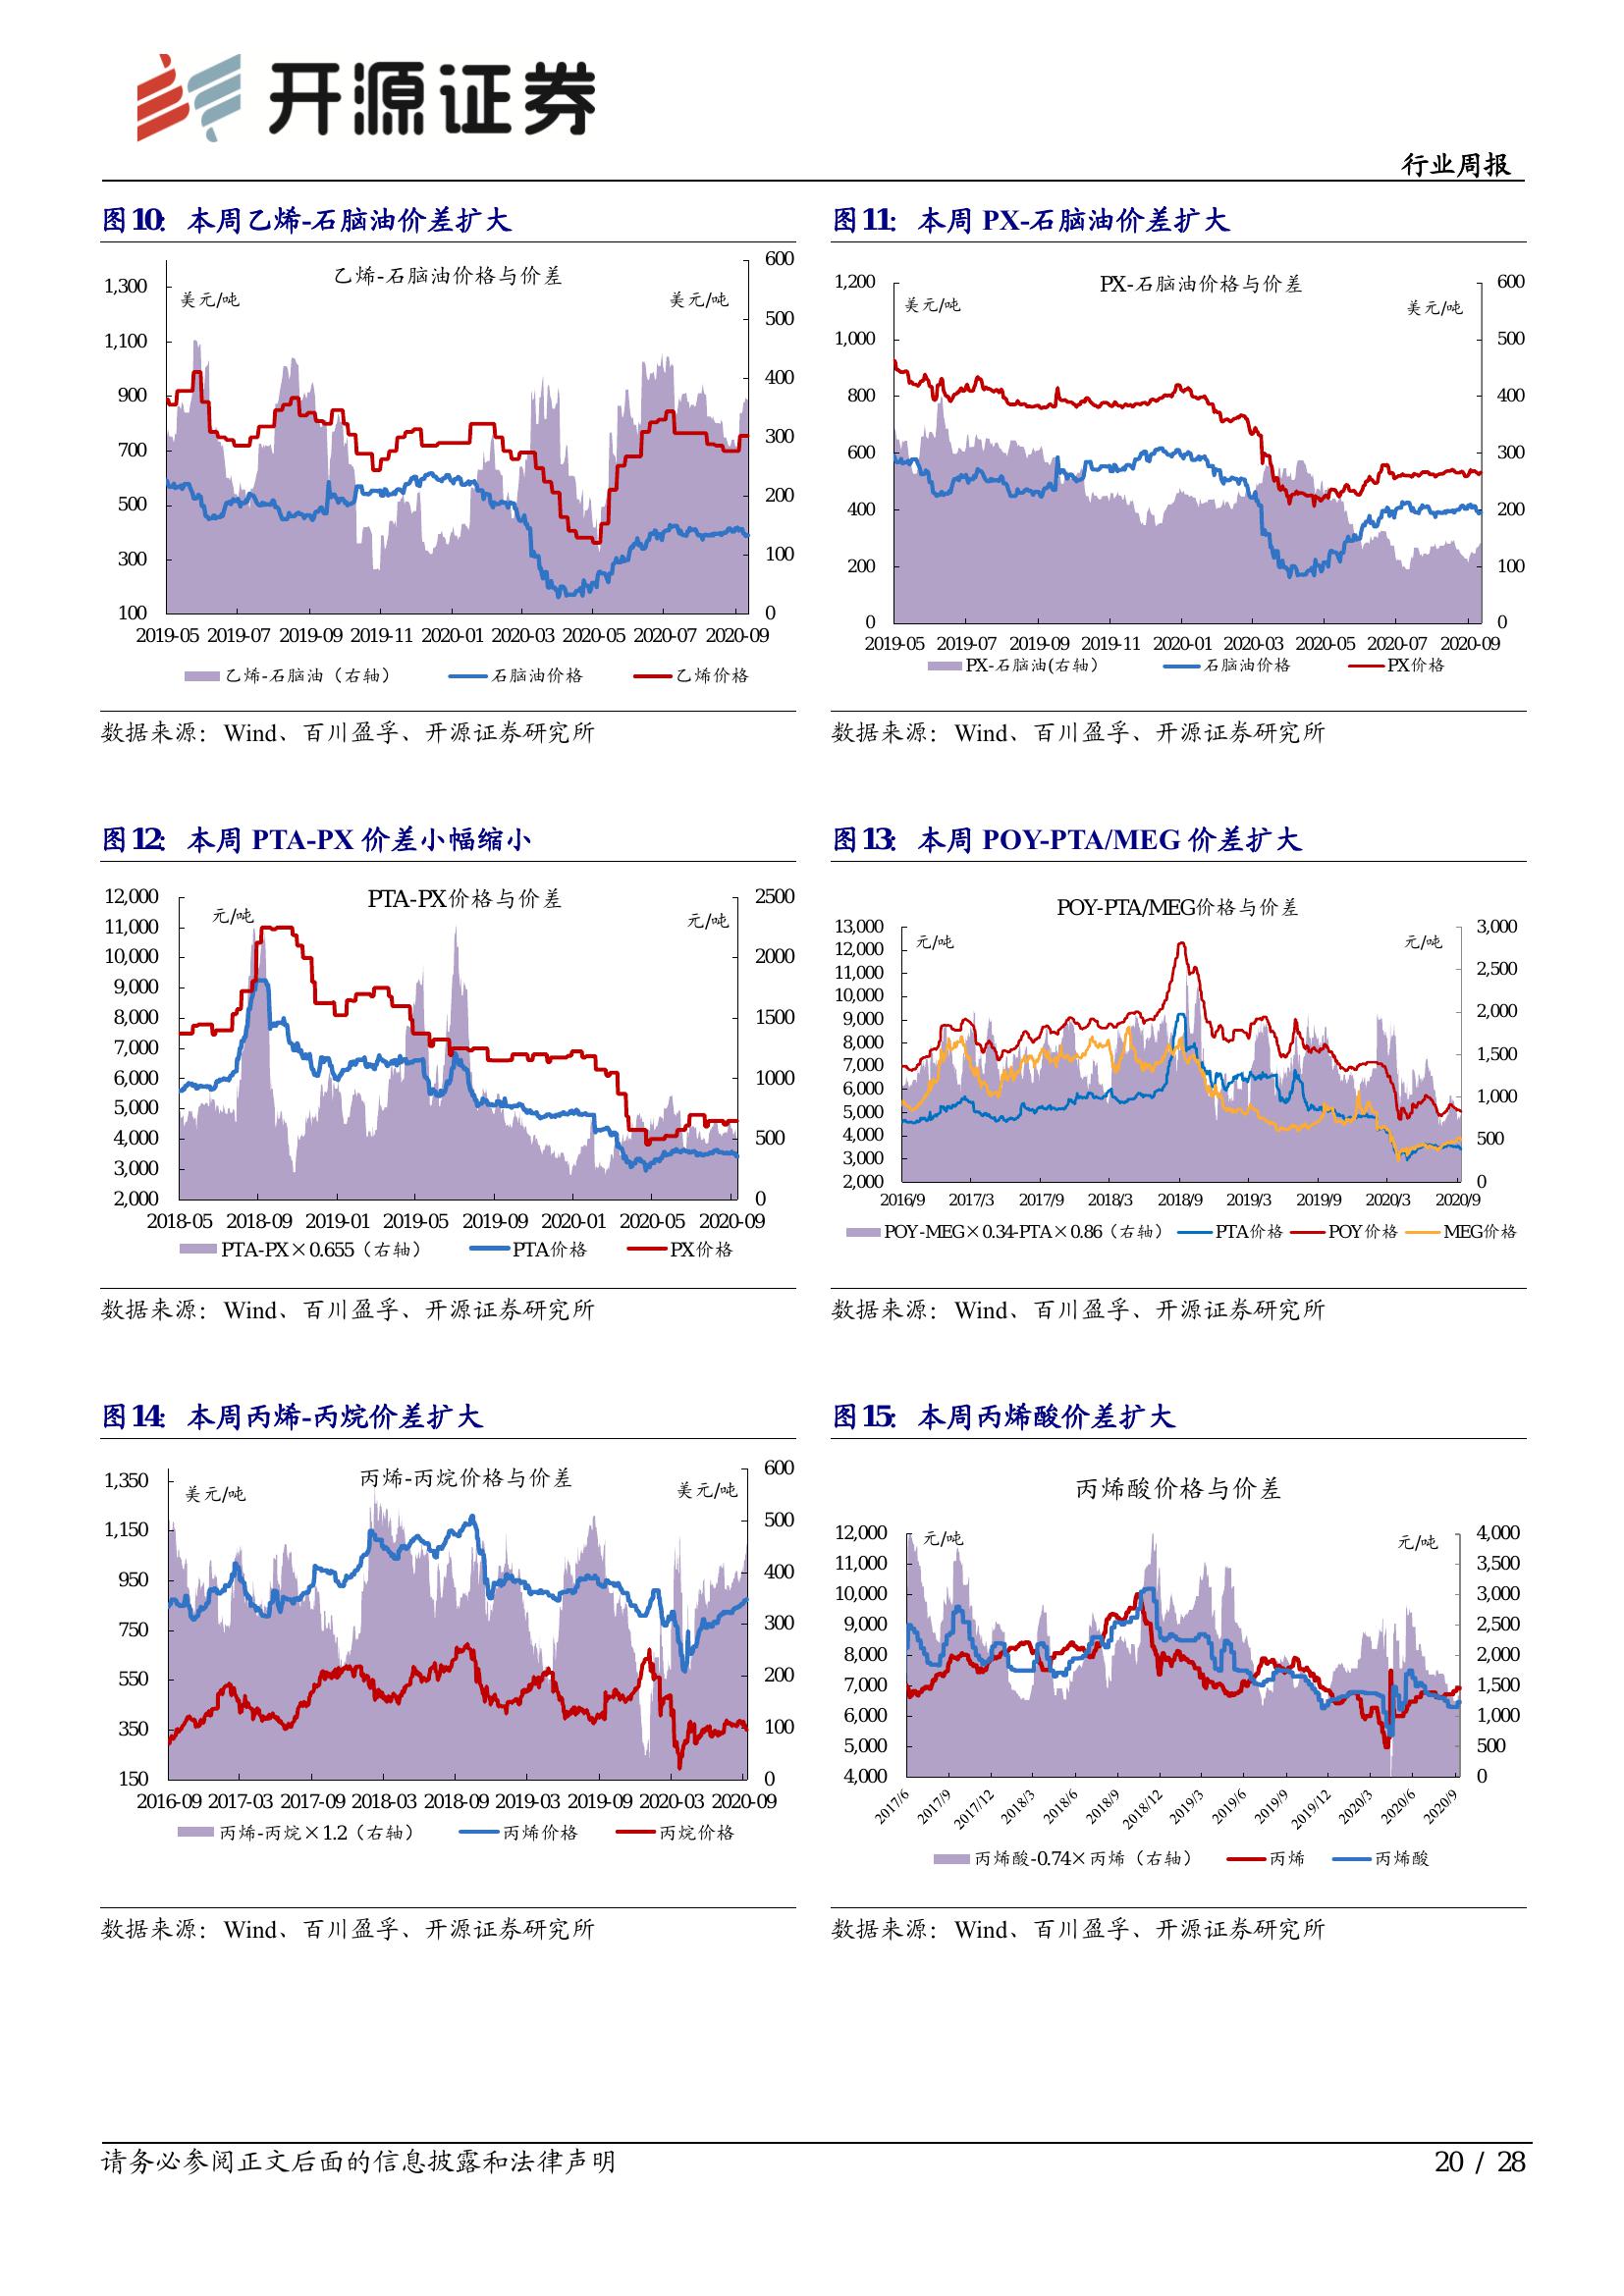 开源证券
行业周报
图10: 本周乙烯-石脑油价差扩大
乙烯-石脑油价格与价差
美元/吨
美元/吨
1,300
1,100
900
700
500
300
100
600
500
400
300
200
100
0
2019-05 2019-07 2019-09 2019-11 2020-01 2020-03 2020-05 2020-07 2020-09
乙烯-石脑油（右轴） 石脑油价格 乙烯价格
数据来源：Wind、百川盈孚、开源证券研究所
图11: 本周 PX-石脑油价差扩大
PX-石脑油价格与价差
美元/吨
美元/吨
1,200
1,000
800
600
400
200
0
600
500
400
300
200
100
0
2019-05 2019-07 2019-09 2019-11 2020-01 2020-03 2020-05 2020-07 2020-09
PX-石脑油(右轴） 石脑油价格 PX价格
数据来源：Wind、百川盈孚、开源证券研究所
图12: 本周 PTA-PX 价差小幅缩小
PTA-PX价格与价差
元/吨
元/吨
12,000
11,000
10,000
9,000
8,000
7,000
6,000
5,000
4,000
3,000
2,000
2500
2000
1500
1000
500
0
2018-05 2018-09 2019-01 2019-05 2019-09 2020-01 2020-05 2020-09
PTA-PX×0.655（右轴） PTA价格 PX价格
数据来源：Wind、百川盈孚、开源证券研究所
图13: 本周 POY-PTA/MEG 价差扩大
POY-PTA/MEG价格与价差
元/吨
元/吨
13,000
12,000
11,000
10,000
9,000
8,000
7,000
6,000
5,000
4,000
3,000
2,000
3,000
2,500
2,000
1,500
1,000
500
0
2016/9 2017/3 2017/9 2018/3 2018/9 2019/3 2019/9 2020/3 2020/9
POY-MEG×0.34-PTA×0.86（右轴） PTA价格 POY价格 MEG价格
数据来源：Wind、百川盈孚、开源证券研究所
图14: 本周丙烯-丙烷价差扩大
丙烯-丙烷价格与价差
美元/吨
美元/吨
1,350
1,150
950
750
550
350
150
600
500
400
300
200
100
0
2016-09 2017-03 2017-09 2018-03 2018-09 2019-03 2019-09 2020-03 2020-09
丙烯-丙烷×1.2（右轴） 丙烯价格 丙烷价格
数据来源：Wind、百川盈孚、开源证券研究所
图15: 本周丙烯酸价差扩大
丙烯酸价格与价差
元/吨
元/吨
12,000
11,000
10,000
9,000
8,000
7,000
6,000
5,000
4,000
4,000
3,500
3,000
2,500
2,000
1,500
1,000
500
0
2017/6 2017/9 2017/12 2018/3 2018/6 2018/9 2018/12 2019/3 2019/6 2019/9 2019/12 2020/3 2020/6 2020/9
丙烯酸-0.74×丙烯（右轴） 丙烯 丙烯酸
数据来源：Wind、百川盈孚、开源证券研究所
请务必参阅正文后面的信息披露和法律声明
20 / 28